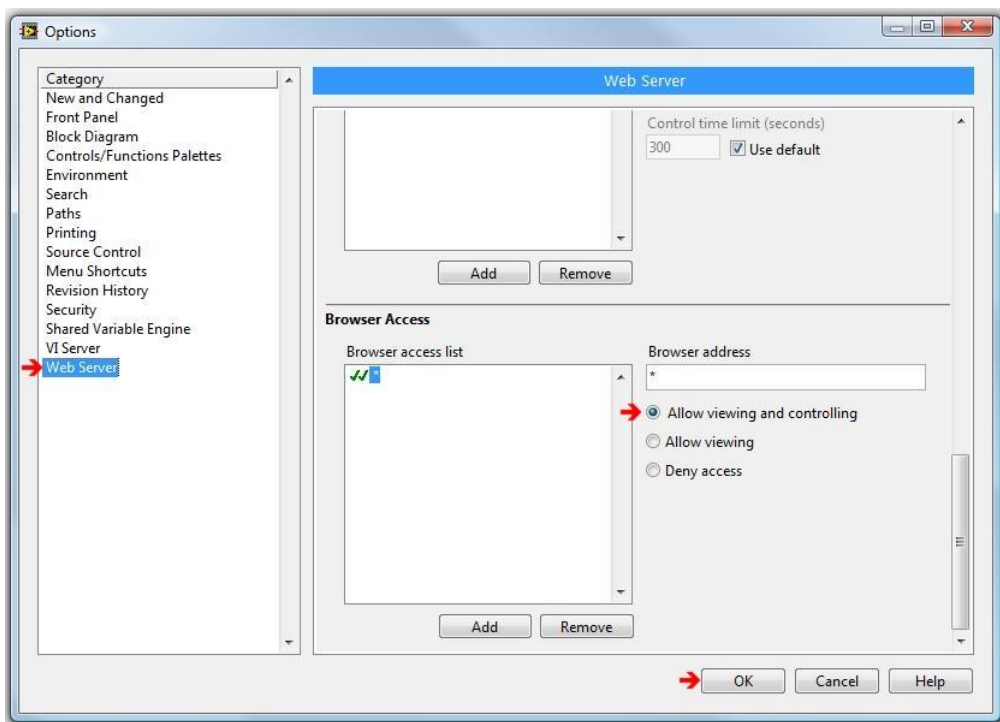 Options
Category
New and Changed
Front Panel
Block Diagram
Controls/Functions Palettes
Environment
Search
Paths
Printing
Source Control
Menu Shortcuts
Revision History
Security
Shared Variable Engine
VI Server
Web Server
Web Server
Control time limit (seconds)
300
Use default
Add
Remove
Browser Access
Browser access list
*
Browser address
*
Allow viewing and controlling
Allow viewing
Deny access
Add
Remove
OK
Cancel
Help